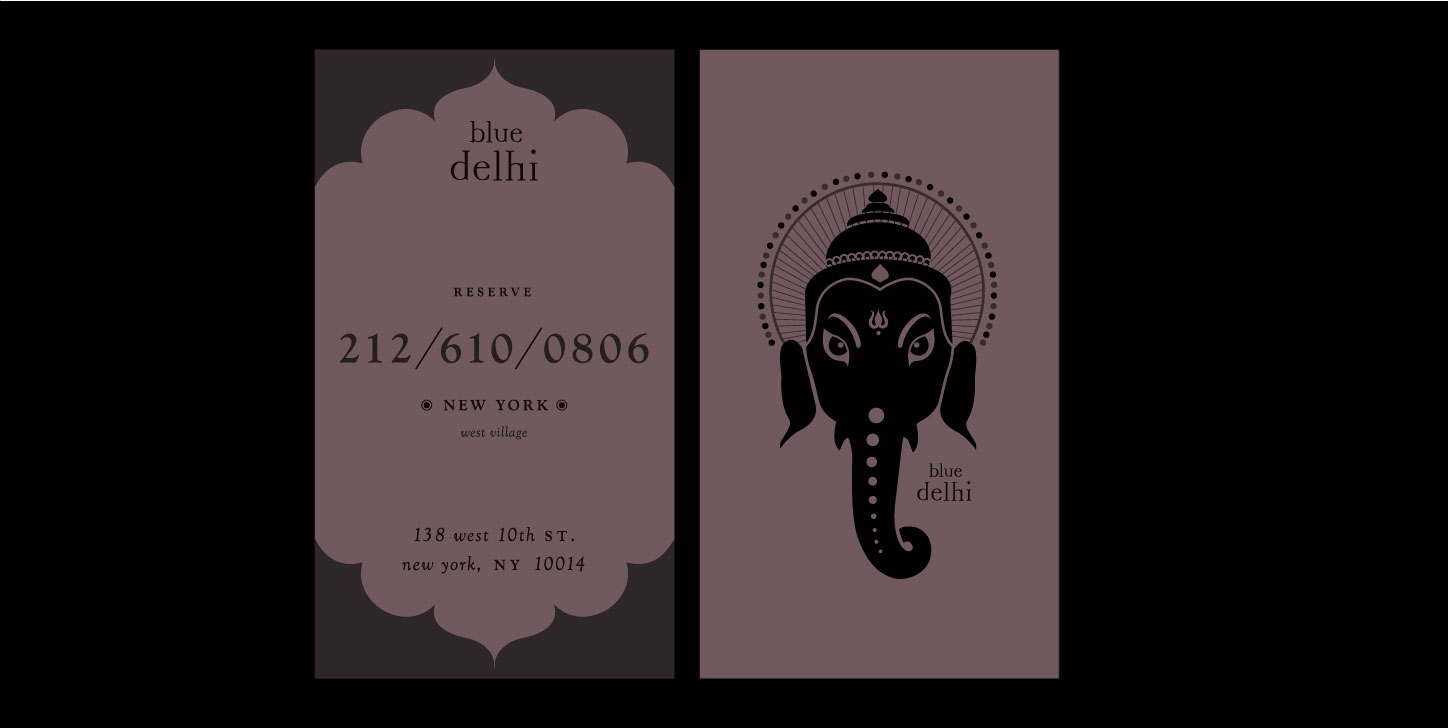 blue
delhi
RESERVE
212/610/0806
NEW YORK
west village
138 west 10th ST.
new york, NY 10014
blue
delhi